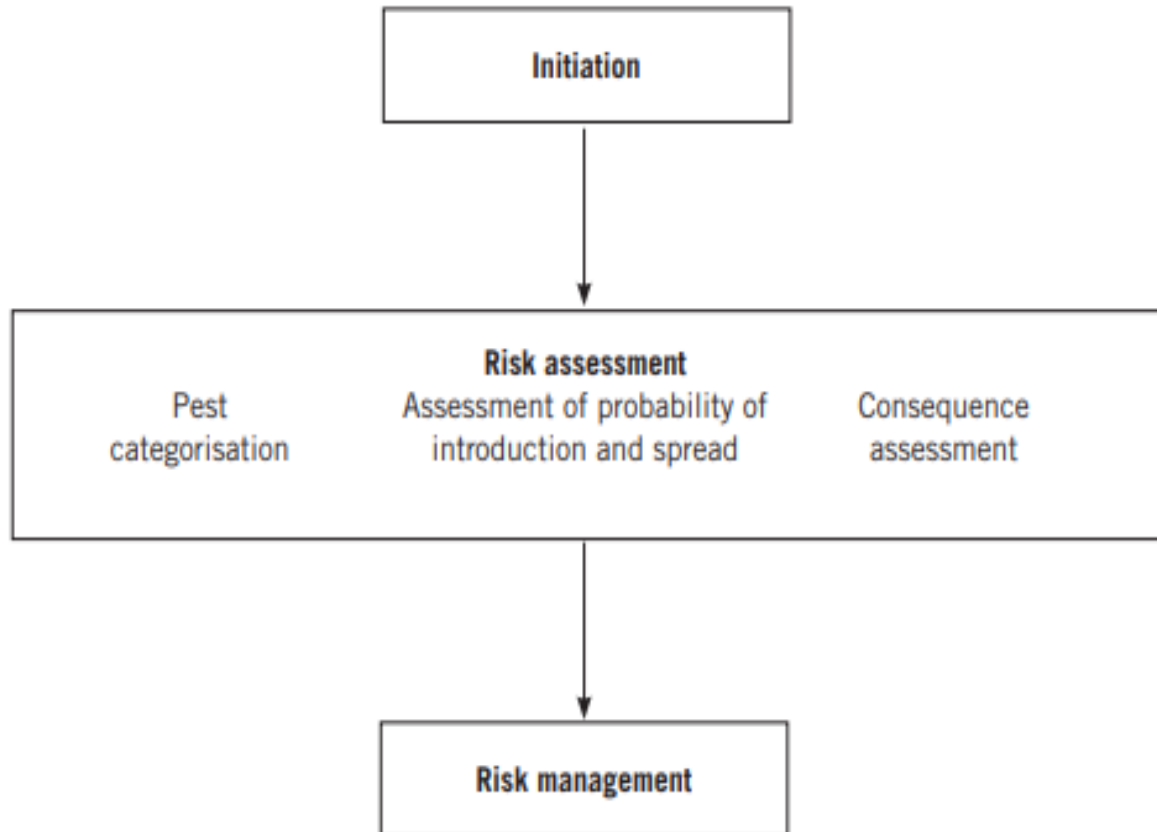 Initiation
Risk assessment
Pest
categorisation
Assessment of probability of
introduction and spread
Consequence
assessment
Risk management